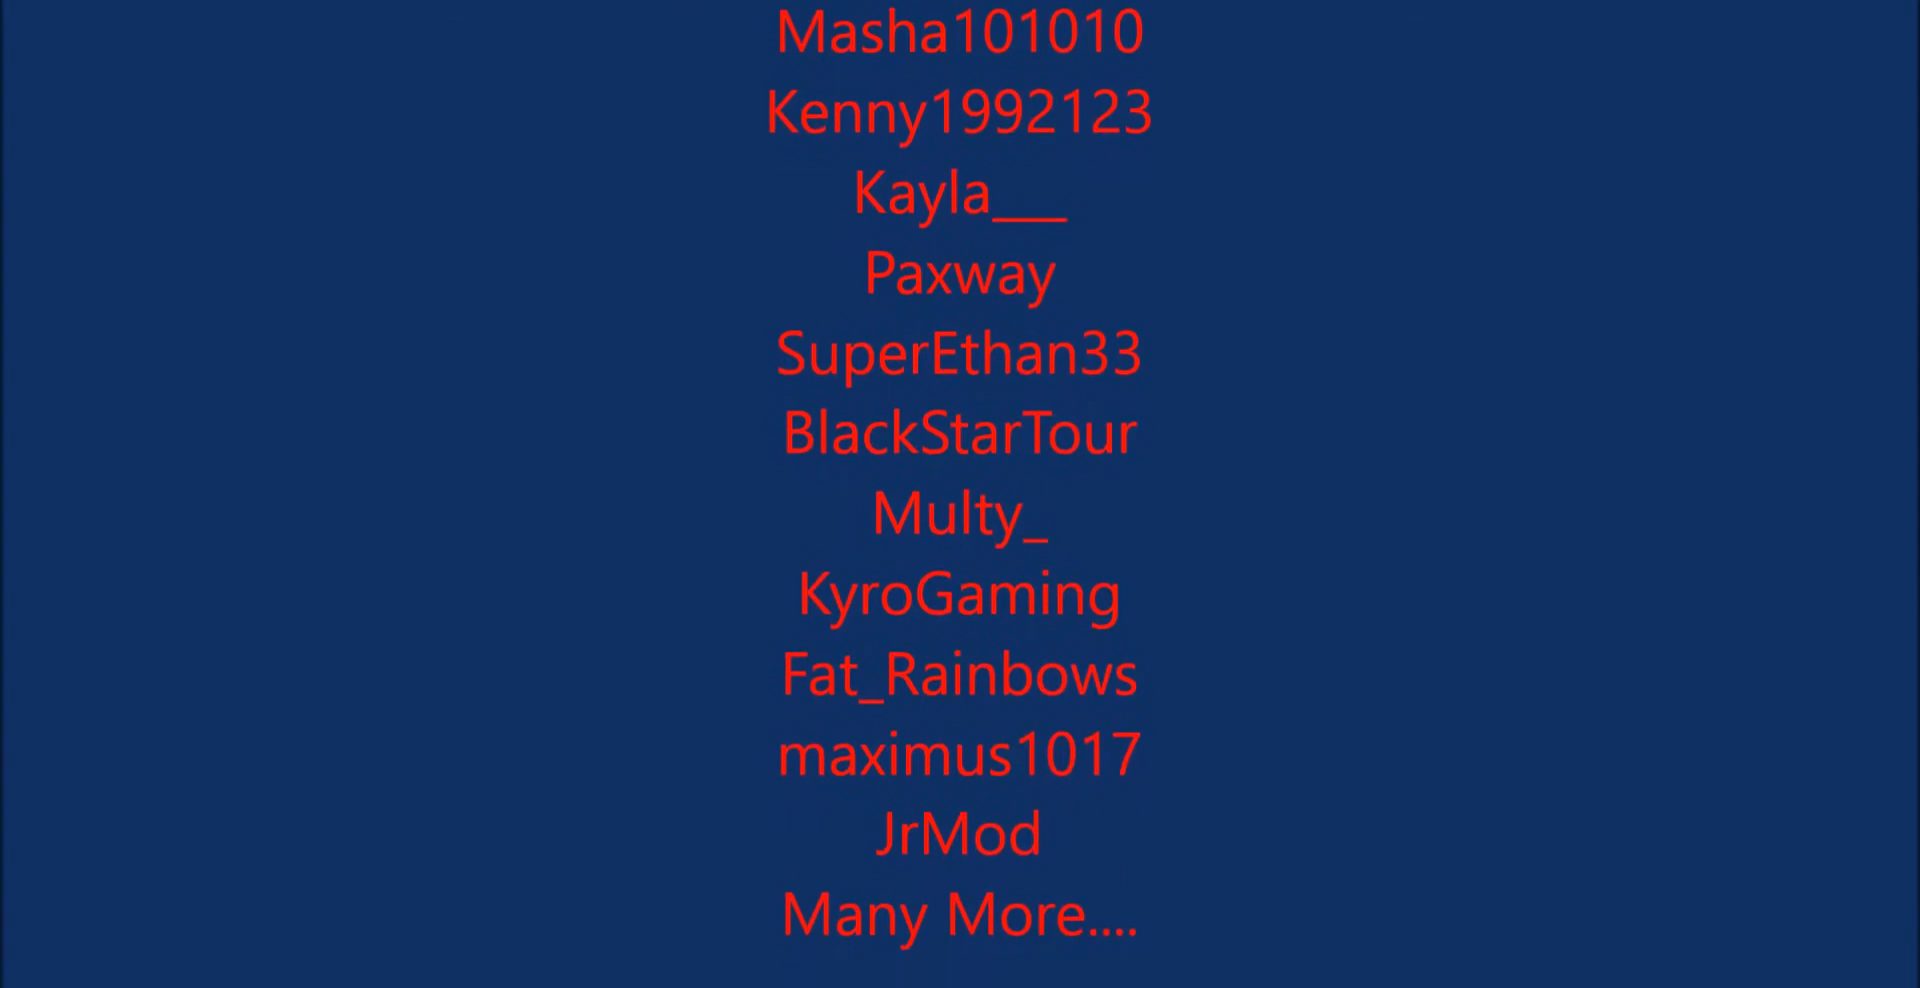 Masha101010
Kenny1992123
Kayla___
Paxway
SuperEthan33
BlackStarTour
Multy_
KyroGaming
Fat_Rainbows
maximus1017
JrMod
Many More....